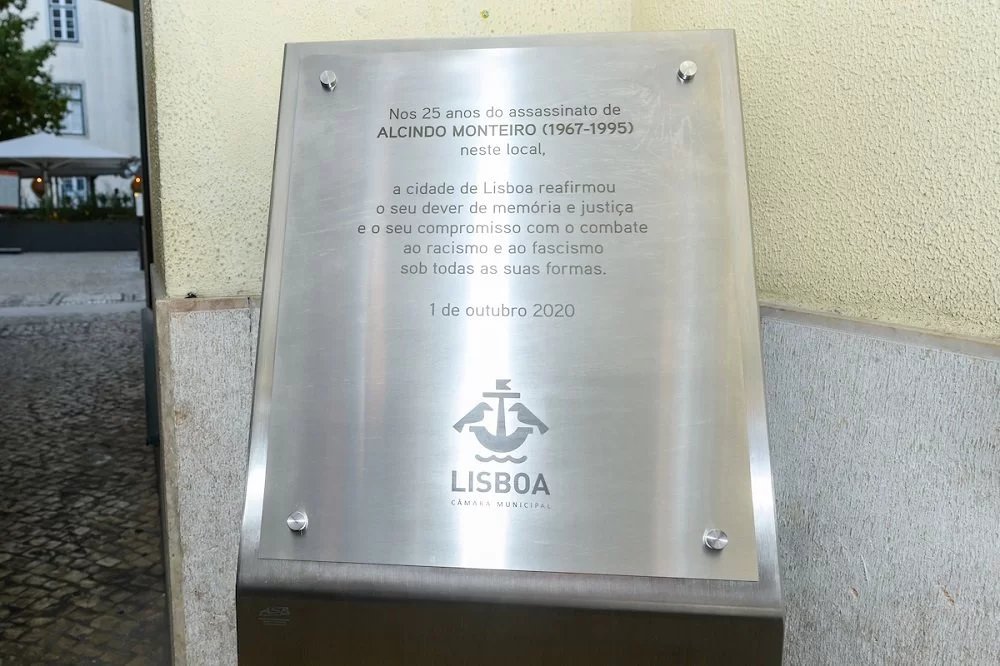 Nos 25 anos do assassinato de
ALCINDO MONTEIRO (1967-1995)
neste local,
a cidade de Lisboa reafirmou
o seu dever de memória e justiça
e o seu compromisso com o combate
ao racismo e ao fascismo
sob todas as suas formas.
1 de outubro 2020
LISBOA
CÂMARA MUNICIPAL